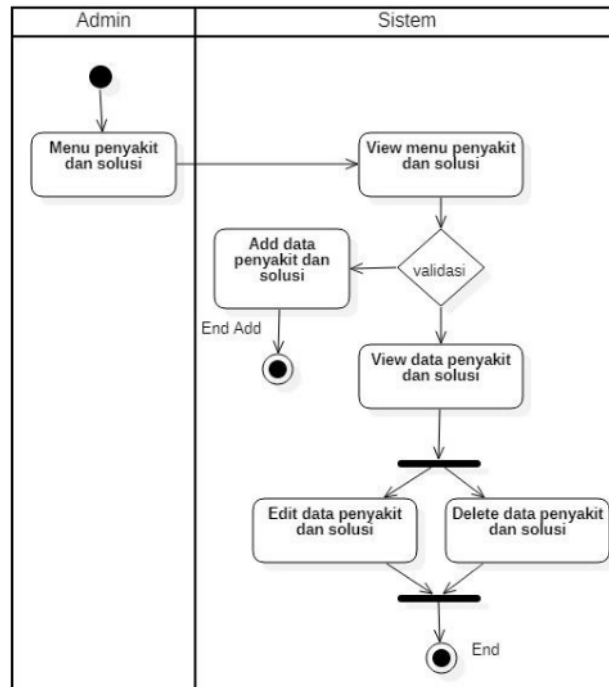 Admin
Sistem
Menu penyakit
dan solusi
View menu penyakit
dan solusi
Add data
penyakit dan
solusi
validasi
End Add
View data penyakit
dan solusi
Edit data penyakit
dan solusi
Delete data penyakit
dan solusi
End